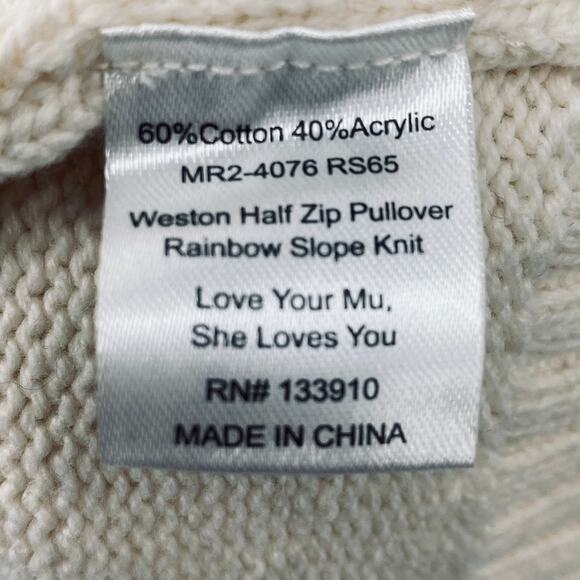 60%Cotton 40%Acrylic
MR2-4076 RS65
Weston Half Zip Pullover
Rainbow Slope Knit
Love Your Mu,
She Loves You
RN# 133910
MADE IN CHINA